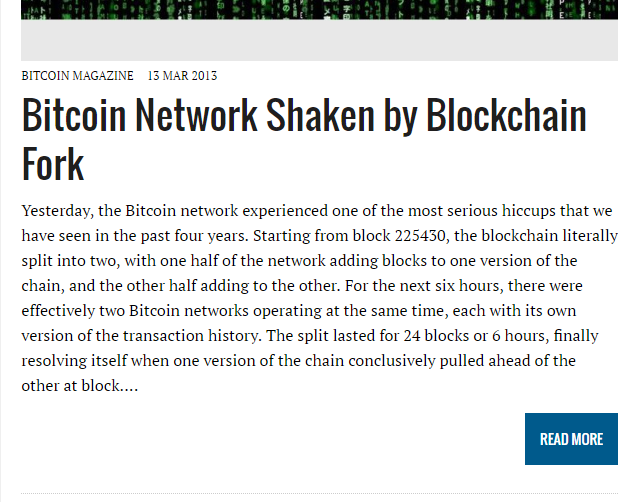 BITCOIN MAGAZINE 13 MAR 2013
Bitcoin Network Shaken by Blockchain
Fork
Yesterday, the Bitcoin network experienced one of the most serious hiccups that we
have seen in the past four years. Starting from block 225430, the blockchain literally
split into two, with one half of the network adding blocks to one version of the
chain, and the other half adding to the other. For the next six hours, there were
effectively two Bitcoin networks operating at the same time, each with its own
version of the transaction history. The split lasted for 24 blocks or 6 hours, finally
resolving itself when one version of the chain conclusively pulled ahead of the
other at block....
READ MORE